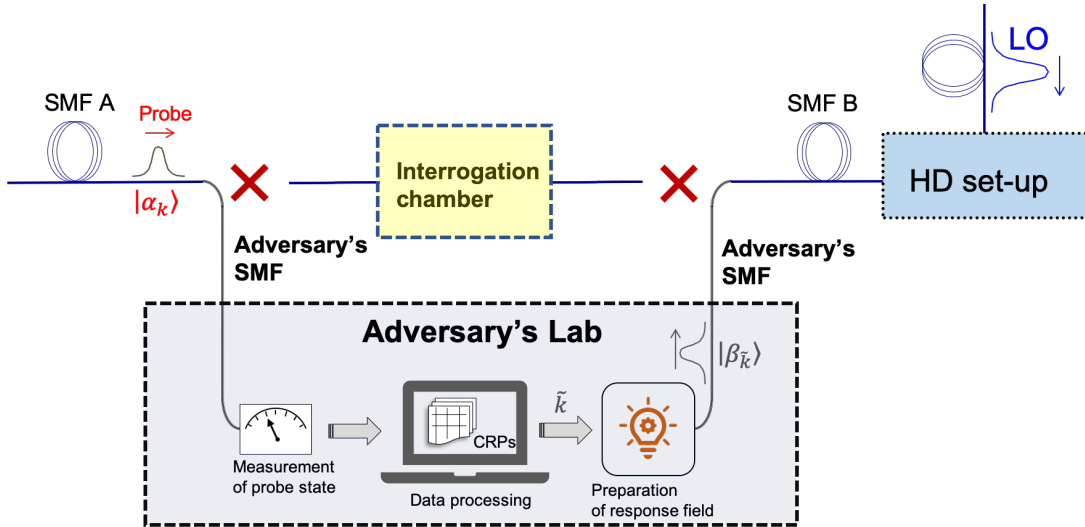 LO
SMF A
SMF B
Probe
|α_k⟩
Interrogation
chamber
HD set-up
Adversary's
SMF
Adversary's
SMF
Adversary's Lab
|β_k̃⟩
k̃
CRPs
Measurement
of probe state
Data processing
Preparation
of response field